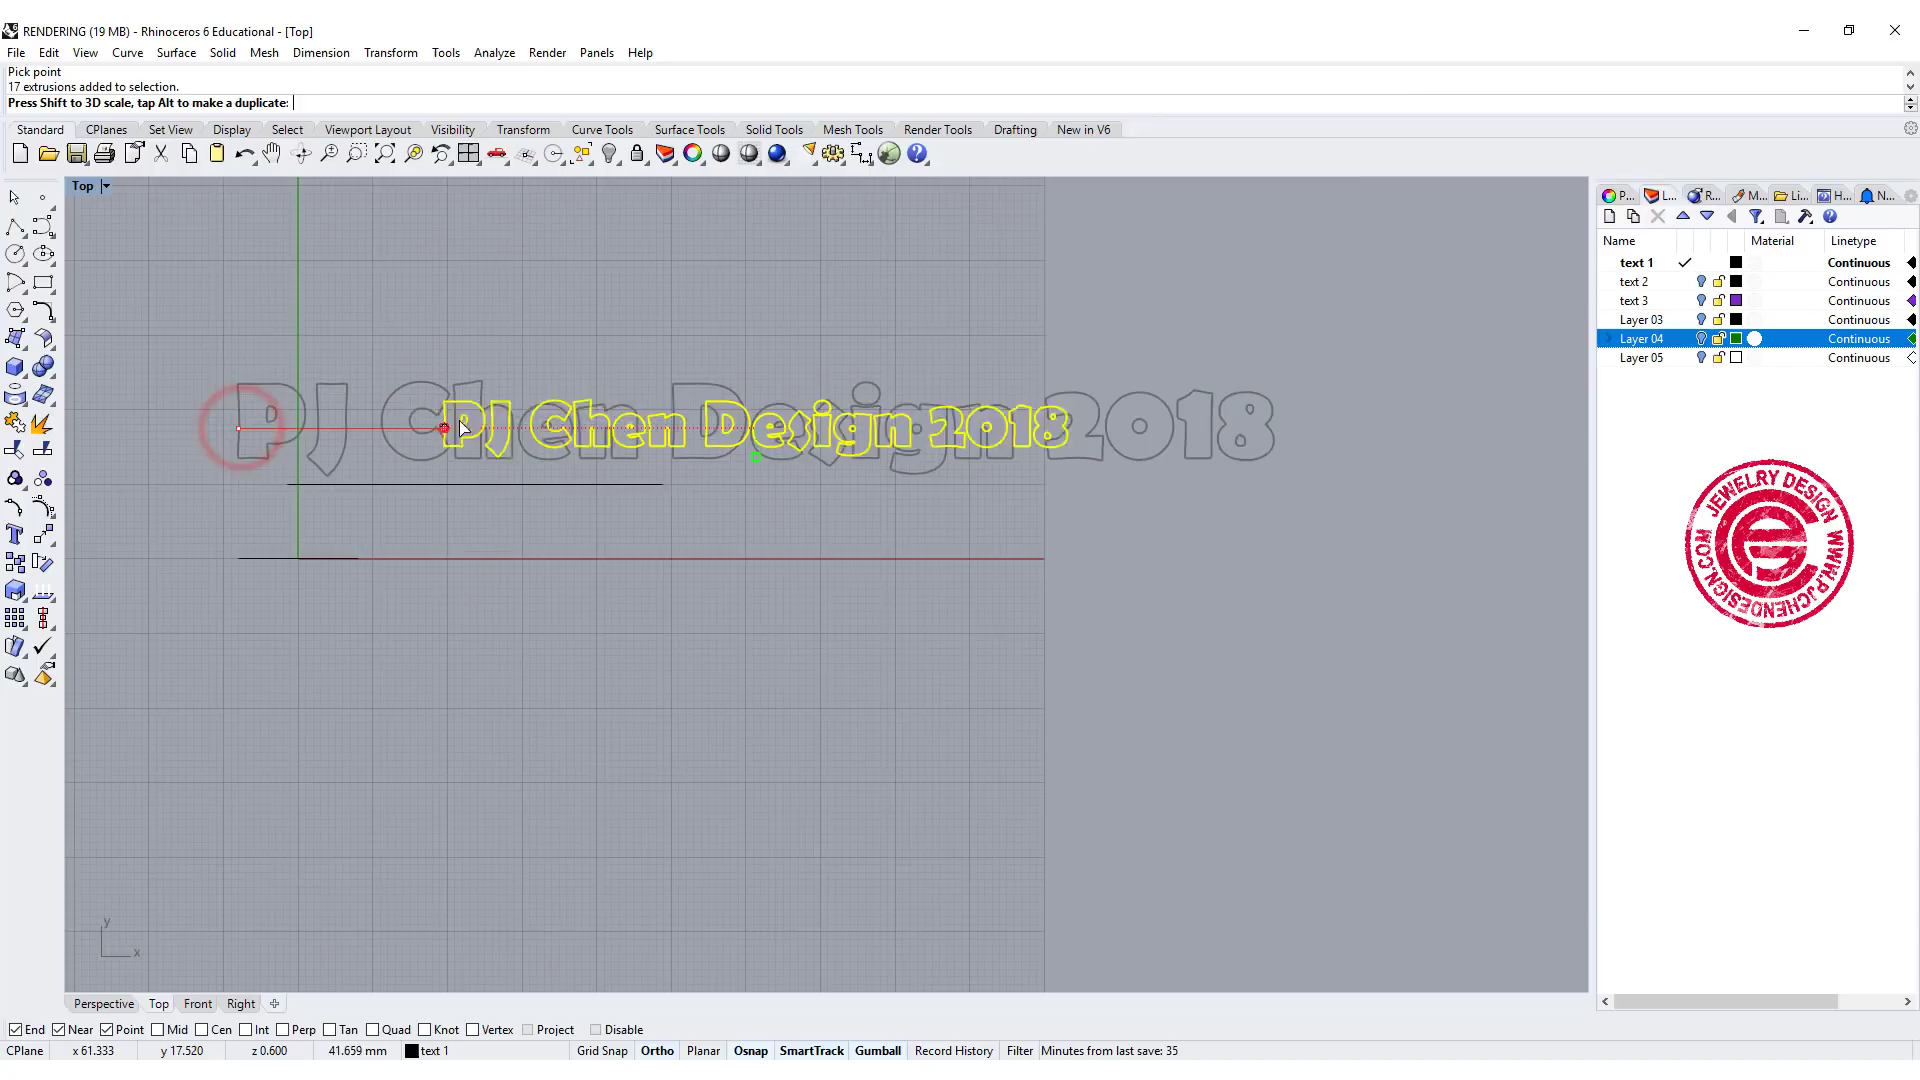 RENDERING (19 MB) - Rhinoceros 6 Educational - [Top]
File Edit View Curve Surface Solid Mesh Dimension Transform Tools Analyze Render Panels Help
Pick point
17 extrusions added to selection.
Press Shift to 3D scale, tap Alt to make a duplicate:
Standard CPlanes Set View Display Select Viewport Layout Visibility Transform Curve Tools Surface Tools Solid Tools Mesh Tools Render Tools Drafting New in V6
Top
P... L... R... M... Li... H... N...
Name Material Linetype
text 1 Continuous
text 2 Continuous
text 3 Continuous
Layer 03 Continuous
Layer 04 Continuous
Layer 05 Continuous
PJ Chen Design 2018
PJ Chen Design 2018
JEWELRY DESIGN
WWW.PJCHENDESIGN.COM
y
x
Perspective Top Front Right
End Near Point Mid Cen Int Perp Tan Quad Knot Vertex Project Disable
CPlane x 61.333 y 17.520 z 0.600 41.659 mm text 1 Grid Snap Ortho Planar Osnap SmartTrack Gumball Record History Filter Minutes from last save: 35